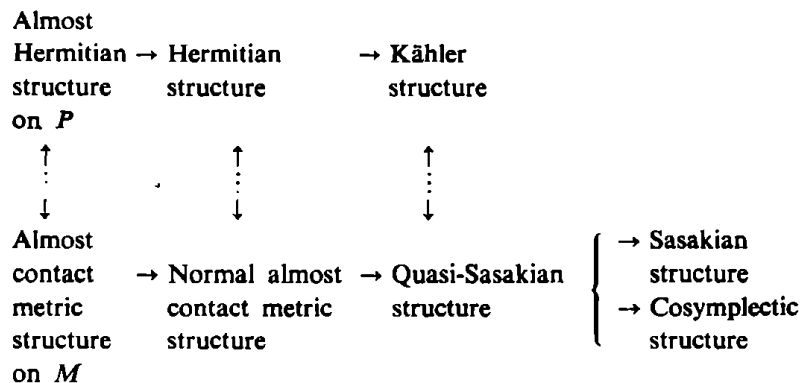 Almost
Hermitian → Hermitian → Kähler
structure structure structure
on P
Almost { → Sasakian
contact → Normal almost → Quasi-Sasakian structure
metric contact metric structure → Cosymplectic
structure structure structure
on M